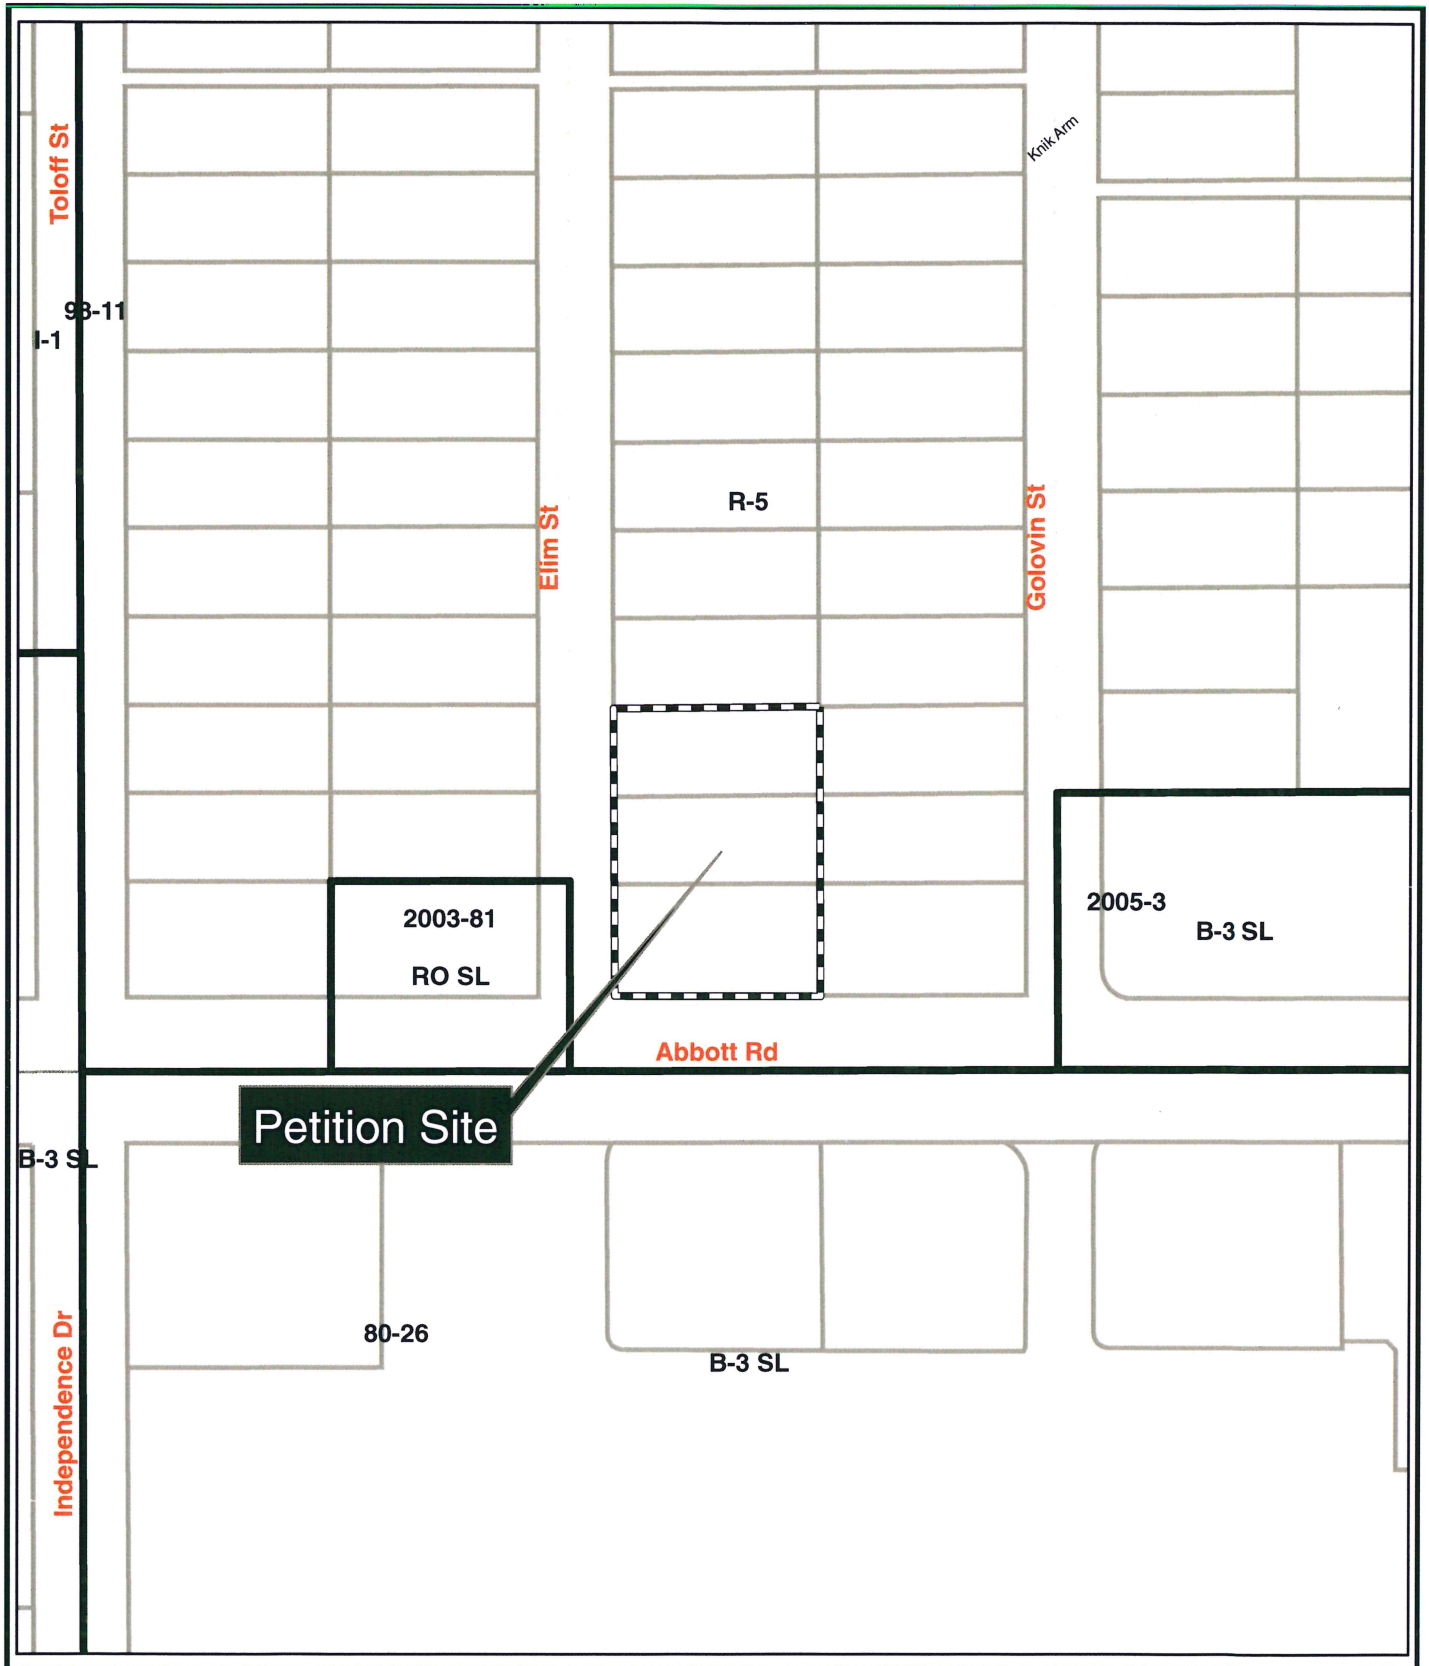 Toloff St
Knik Arm
98-11
I-1
R-5
Elim St
Golovin St
2003-81
RO SL
2005-3
B-3 SL
Abbott Rd
Petition Site
B-3 SL
80-26
B-3 SL
Independence Dr